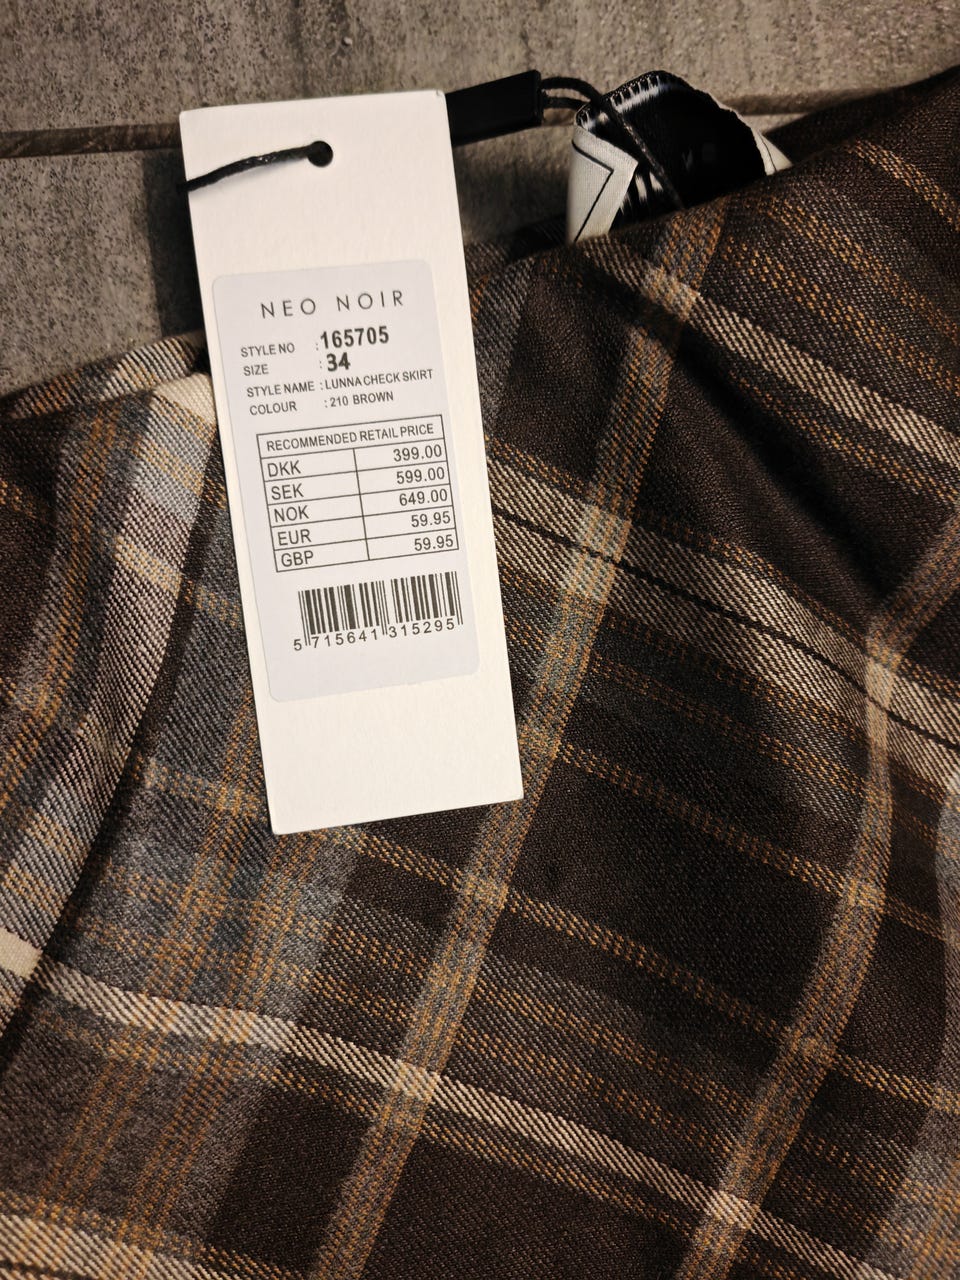 NEO NOIR
STYLE NO : 165705
SIZE : 34
STYLE NAME : LUNNA CHECK SKIRT
COLOUR : 210 BROWN
RECOMMENDED RETAIL PRICE
DKK 399.00
SEK 599.00
NOK 649.00
EUR 59.95
GBP 59.95
5 715641 315295